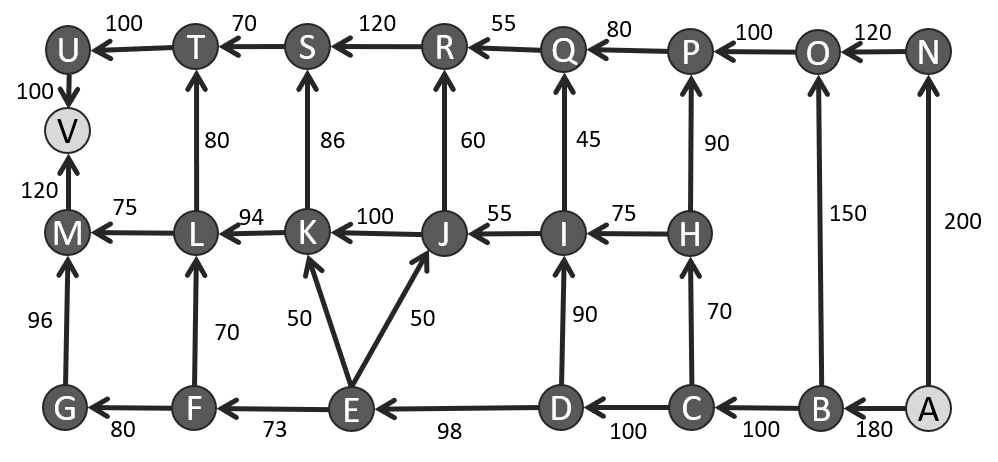 100 70 120 55 80 100 120
U T S R Q P O N
100
V
80 86 60 45 90
120
75 94 100 55 75 150 200
M L K J I H
96 70 50 50 90 70
G F E D C B A
80 73 98 100 100 180